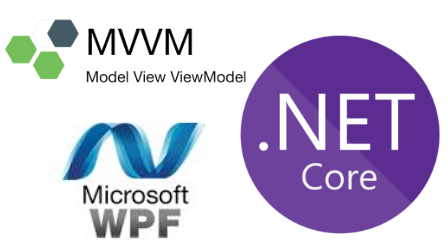 MVVM
Model View ViewModel
.NET
Core
Microsoft
WPF